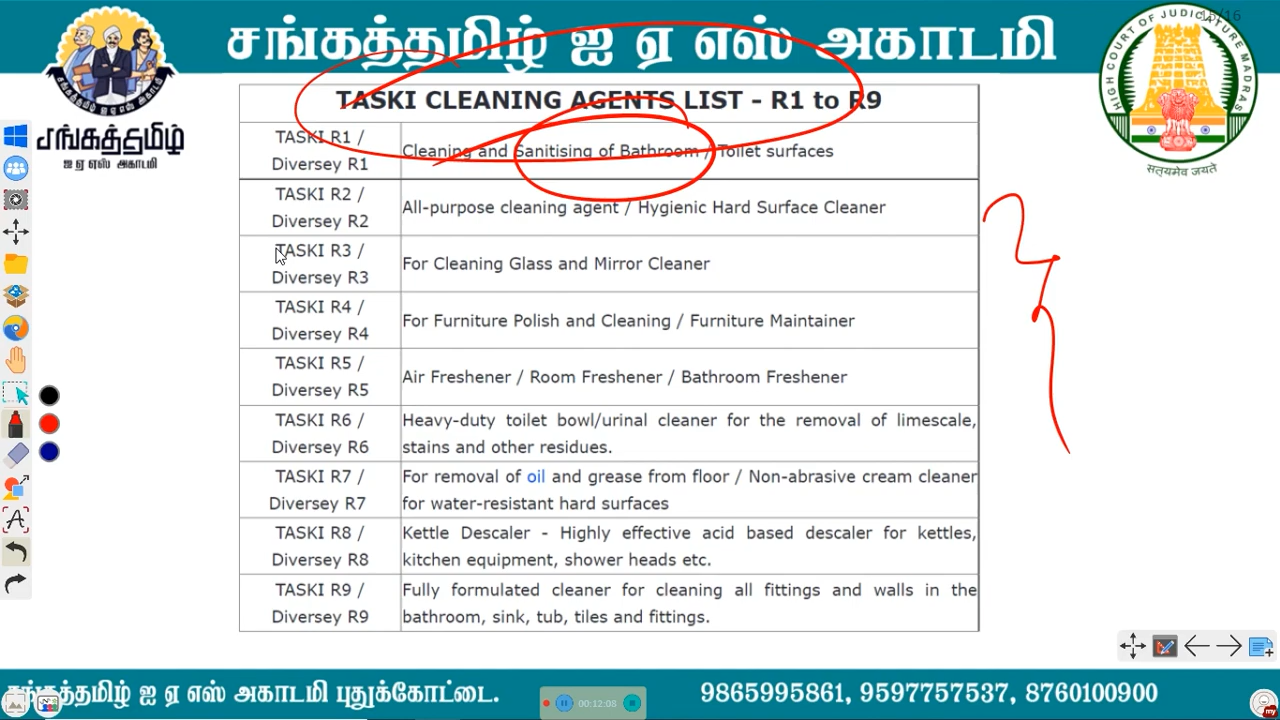 சங்கத்தமிழ் ஐ ஏ எஸ் அகாடமி
15/16
HIGH COURT OF JUDICATURE MADRAS
सत्यमेव जयते
சங்கத்தமிழ்
ஐ ஏ எஸ் அகாடமி
TASKI CLEANING AGENTS LIST - R1 to R9
TASKI R1 /
Diversey R1
Cleaning and Sanitising of Bathroom / Toilet surfaces
TASKI R2 /
Diversey R2
All-purpose cleaning agent / Hygienic Hard Surface Cleaner
TASKI R3 /
Diversey R3
For Cleaning Glass and Mirror Cleaner
TASKI R4 /
Diversey R4
For Furniture Polish and Cleaning / Furniture Maintainer
TASKI R5 /
Diversey R5
Air Freshener / Room Freshener / Bathroom Freshener
TASKI R6 /
Diversey R6
Heavy-duty toilet bowl/urinal cleaner for the removal of limescale,
stains and other residues.
TASKI R7 /
Diversey R7
For removal of oil and grease from floor / Non-abrasive cream cleaner
for water-resistant hard surfaces
TASKI R8 /
Diversey R8
Kettle Descaler - Highly effective acid based descaler for kettles,
kitchen equipment, shower heads etc.
TASKI R9 /
Diversey R9
Fully formulated cleaner for cleaning all fittings and walls in the
bathroom, sink, tub, tiles and fittings.
சங்கத்தமிழ் ஐ ஏ எஸ் அகாடமி புதுக்கோட்டை.
00:12:08
9865995861, 9597757537, 8760100900
my